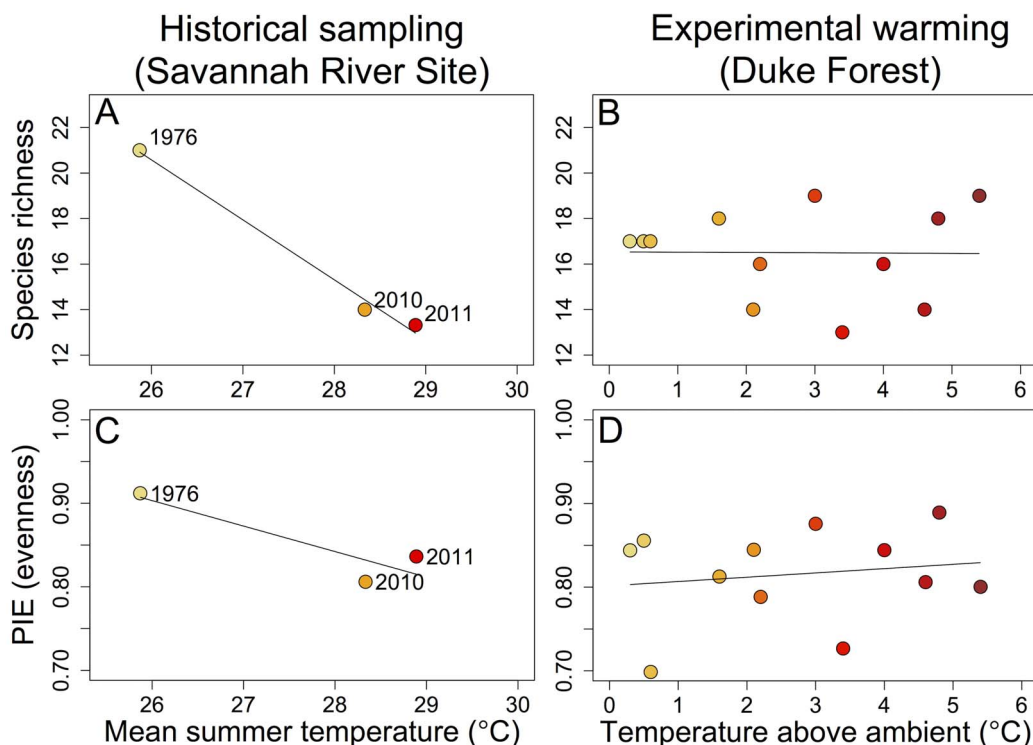 Historical sampling
(Savannah River Site)
Experimental warming
(Duke Forest)
A
1976
2010
2011
Species richness
12 14 16 18 20 22
26 27 28 29 30
B
12 14 16 18 20 22
0 1 2 3 4 5 6
C
1976
2011
2010
PIE (evenness)
0.70 0.80 0.90 1.00
26 27 28 29 30
Mean summer temperature (°C)
D
0.70 0.80 0.90 1.00
0 1 2 3 4 5 6
Temperature above ambient (°C)